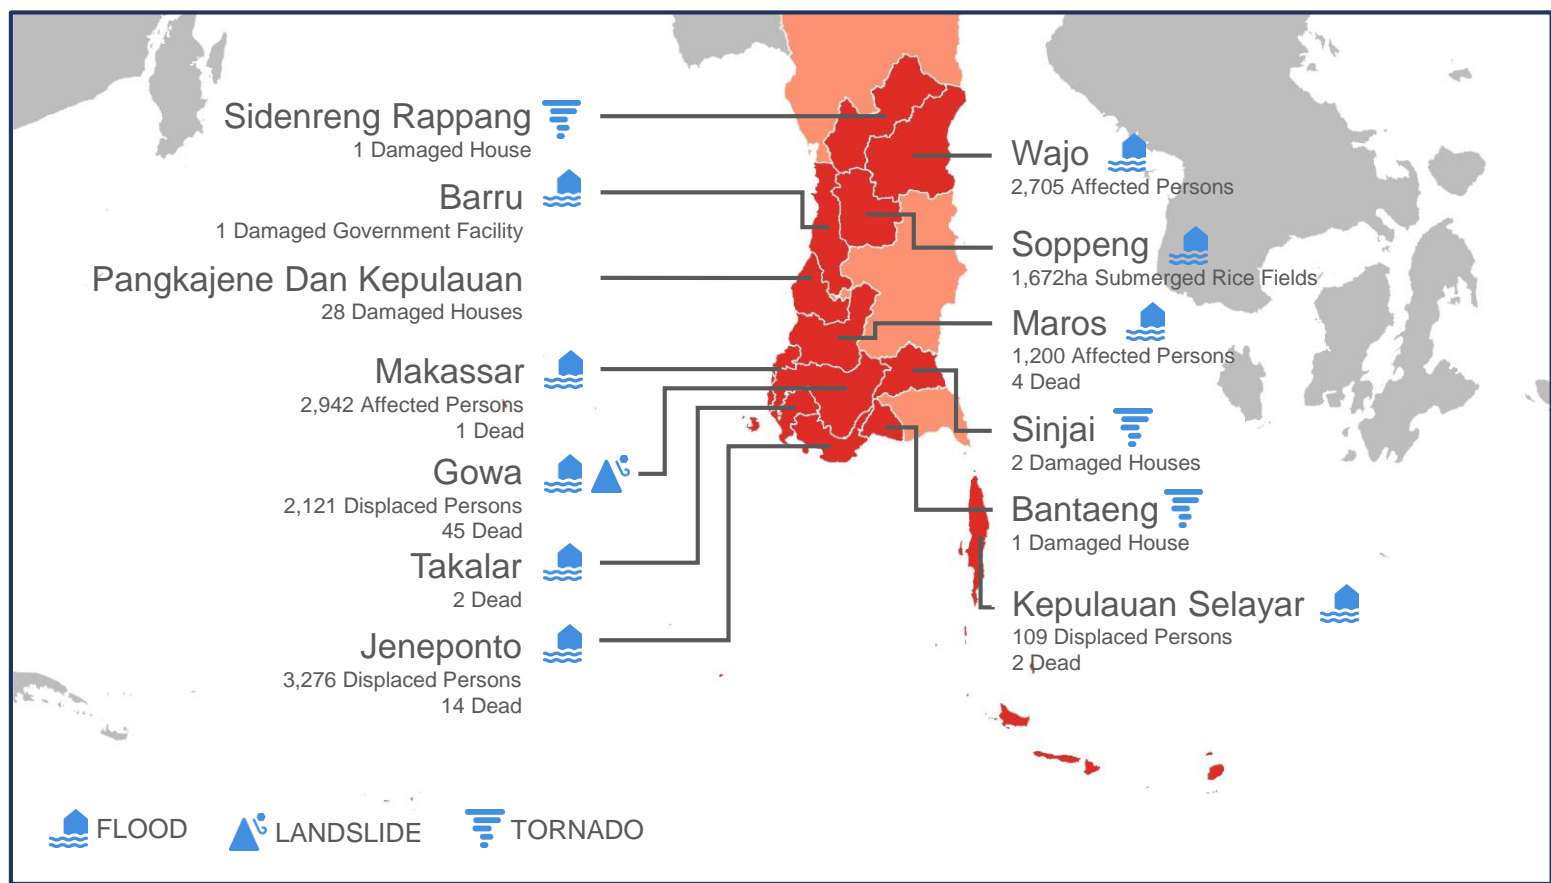 Sidenreng Rappang
1 Damaged House
Barru
1 Damaged Government Facility
Pangkajene Dan Kepulauan
28 Damaged Houses
Makassar
2,942 Affected Persons
1 Dead
Gowa
2,121 Displaced Persons
45 Dead
Takalar
2 Dead
Jeneponto
3,276 Displaced Persons
14 Dead
Wajo
2,705 Affected Persons
Soppeng
1,672ha Submerged Rice Fields
Maros
1,200 Affected Persons
4 Dead
Sinjai
2 Damaged Houses
Bantaeng
1 Damaged House
Kepulauan Selayar
109 Displaced Persons
2 Dead
FLOOD
LANDSLIDE
TORNADO